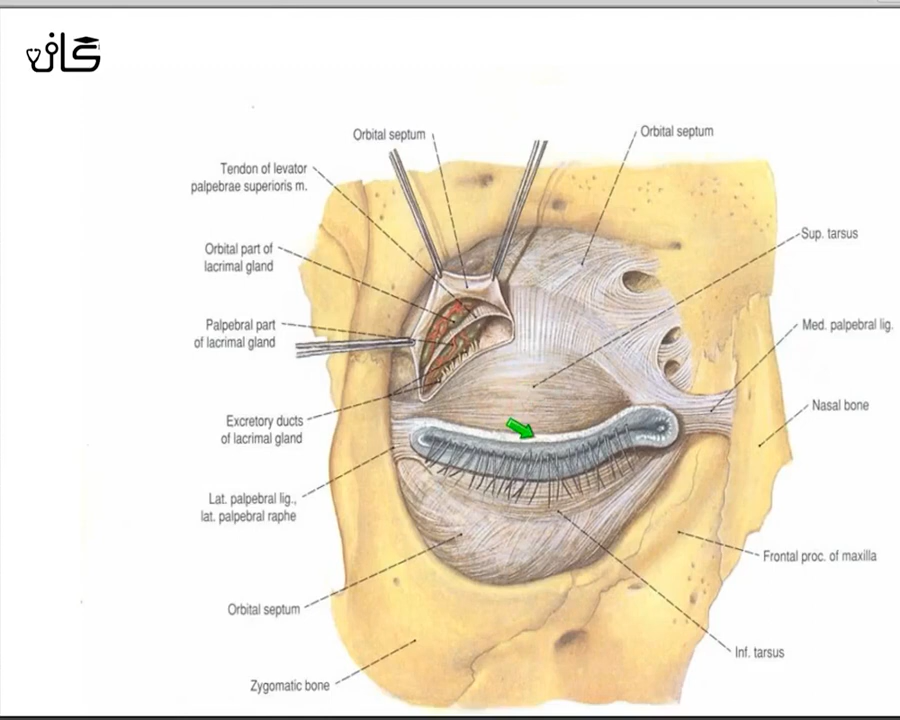 كان
Orbital septum
Orbital septum
Tendon of levator
palpebrae superioris m.
Sup. tarsus
Orbital part of
lacrimal gland
Med. palpebral lig.
Palpebral part
of lacrimal gland
Nasal bone
Excretory ducts
of lacrimal gland
Lat. palpebral lig.,
lat. palpebral raphe
Frontal proc. of maxilla
Orbital septum
Inf. tarsus
Zygomatic bone